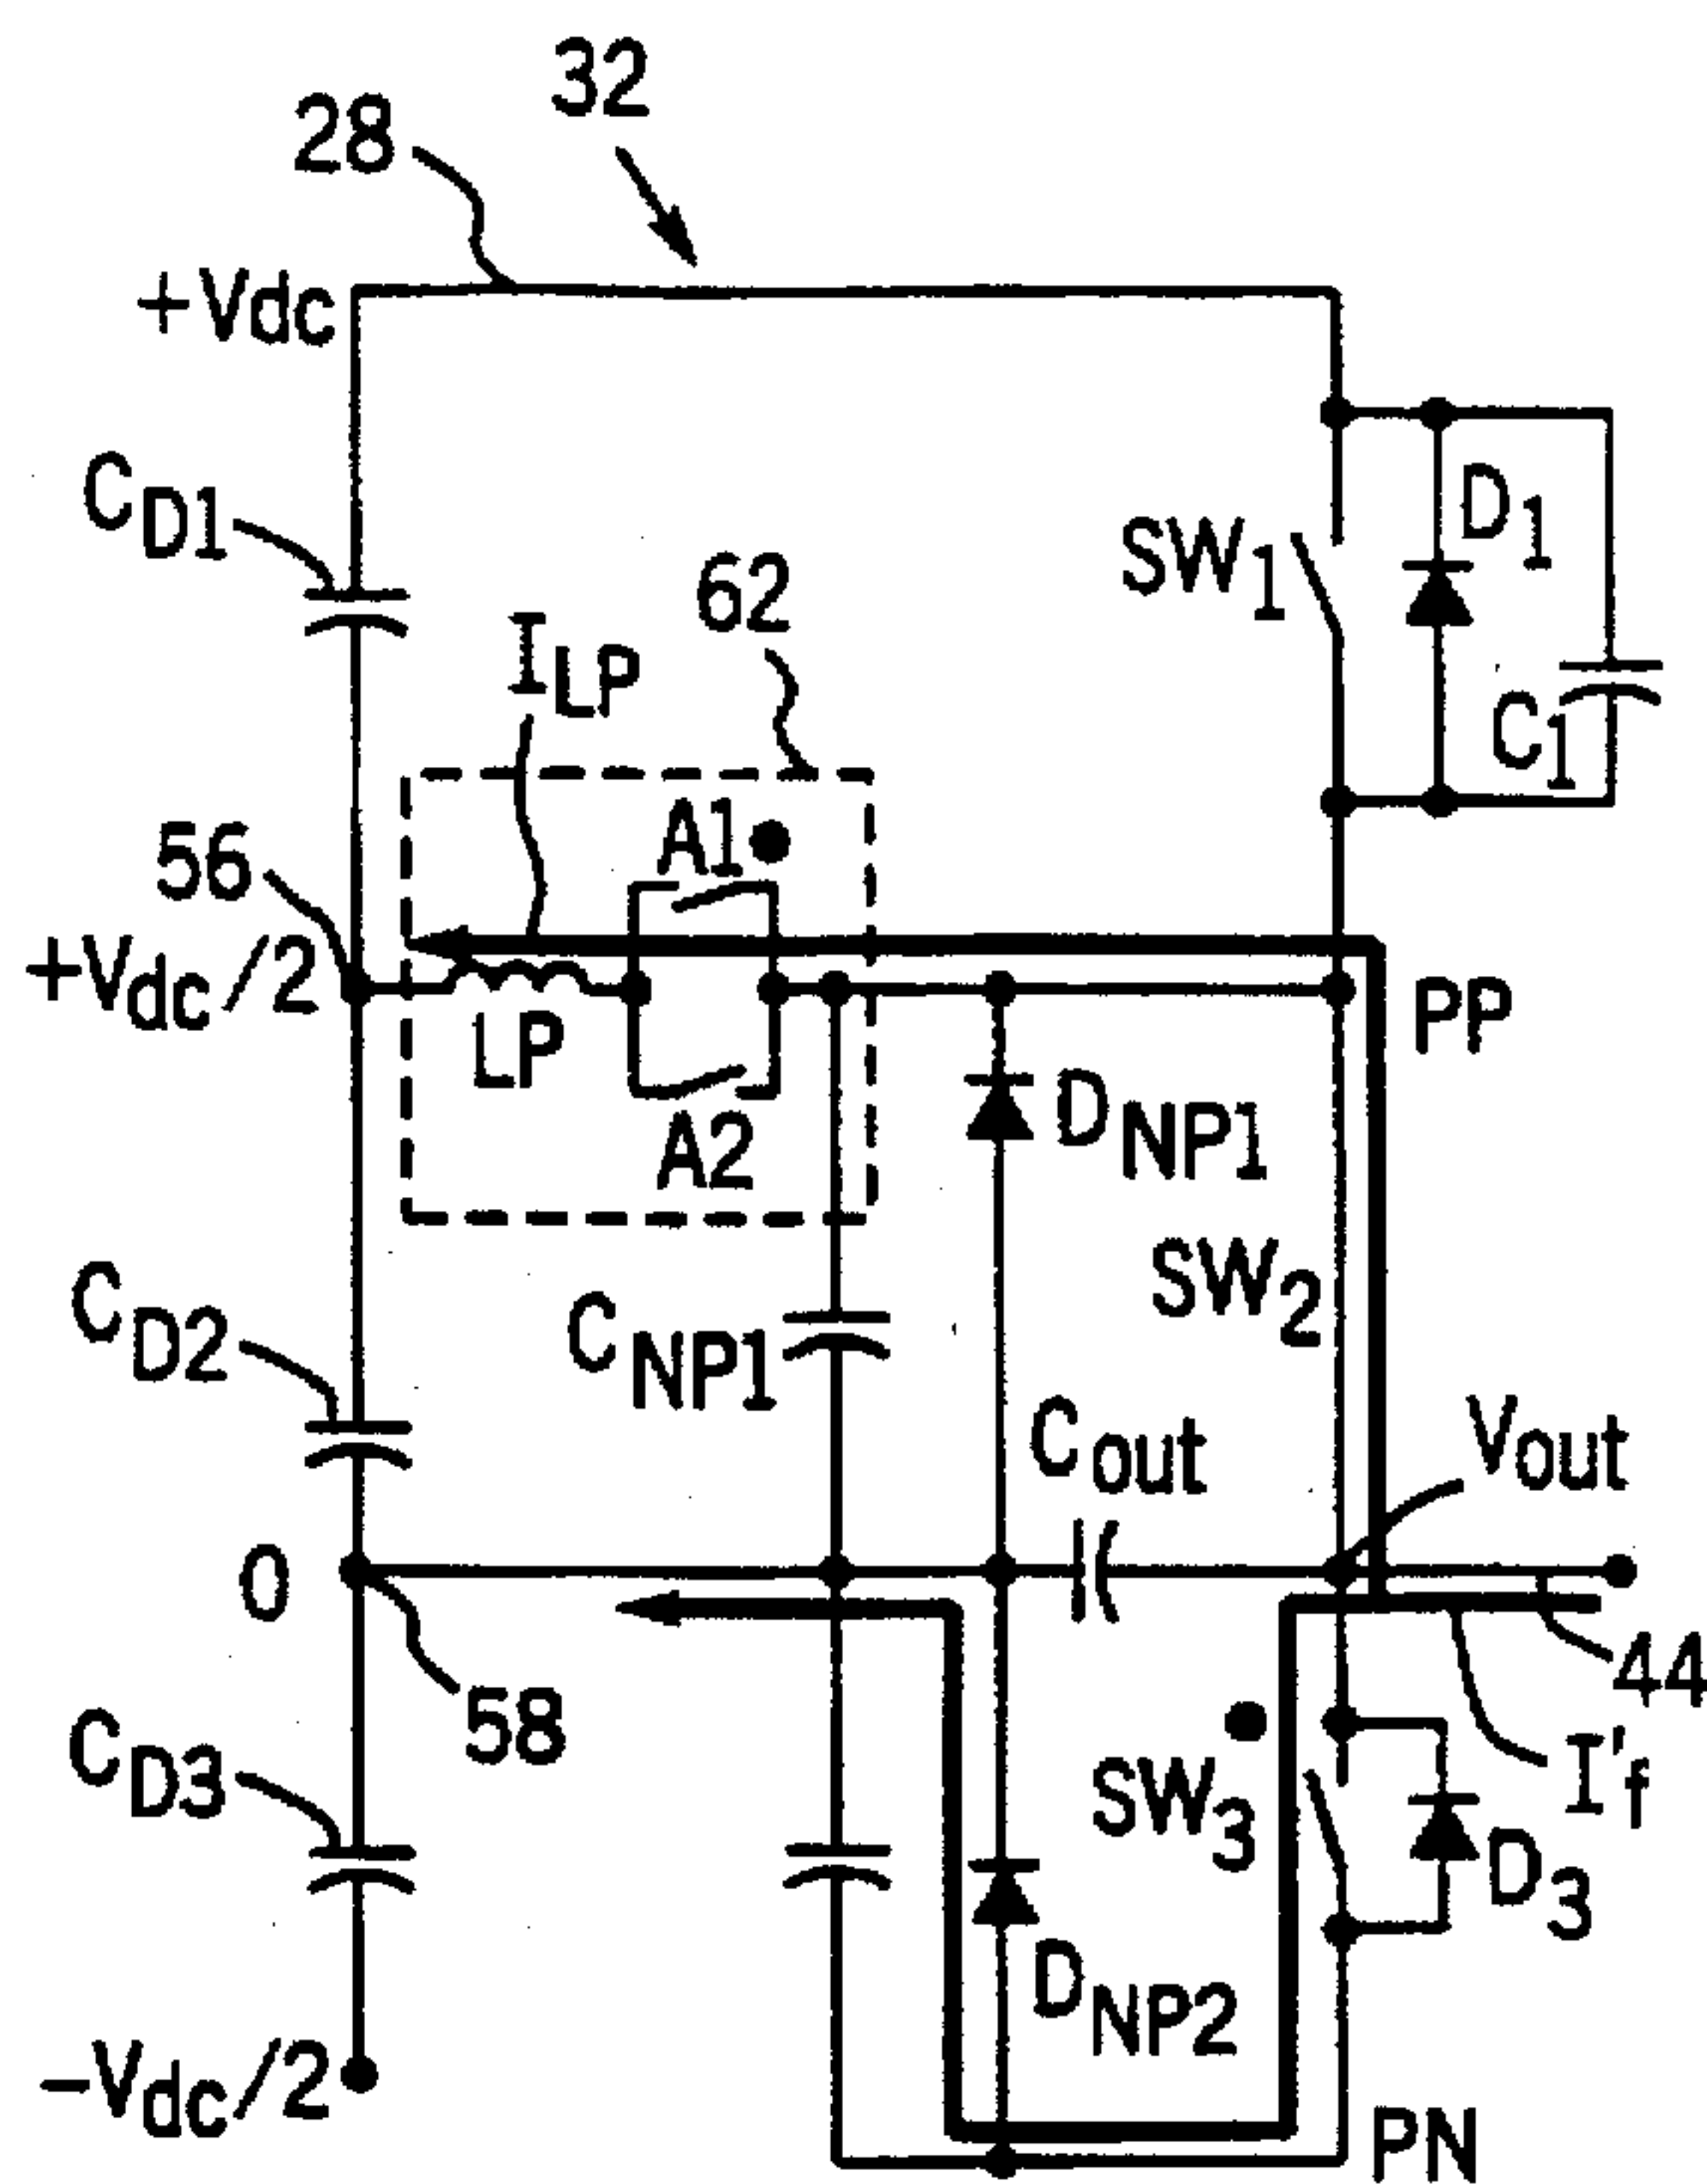 32
28
+Vdc
CD1
SW1
D1
C1
62
ILP
A1
56
+Vdc/2
LP
A2
PP
DNP1
SW2
CD2
CNP1
Cout
Vout
O
58
44
I'f
CD3
SW3
D3
DNP2
-Vdc/2
PN